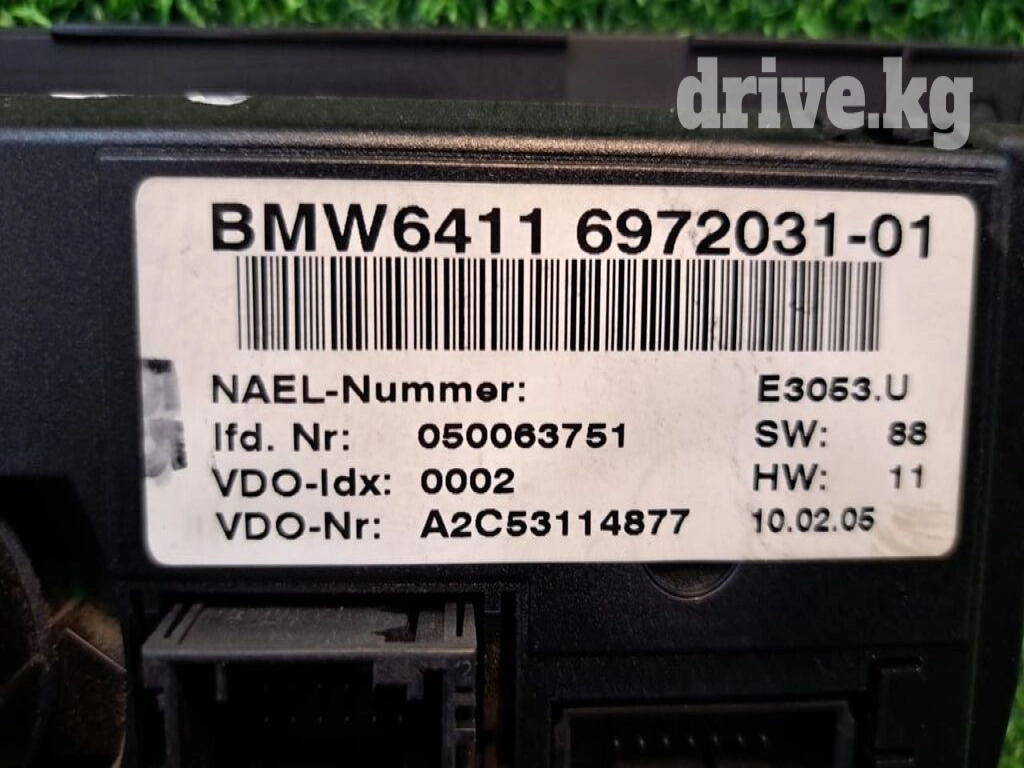 drive.kg
BMW6411 6972031-01
NAEL-Nummer: E3053.U
lfd. Nr: 050063751 SW: 88
VDO-Idx: 0002 HW: 11
VDO-Nr: A2C53114877 10.02.05
12